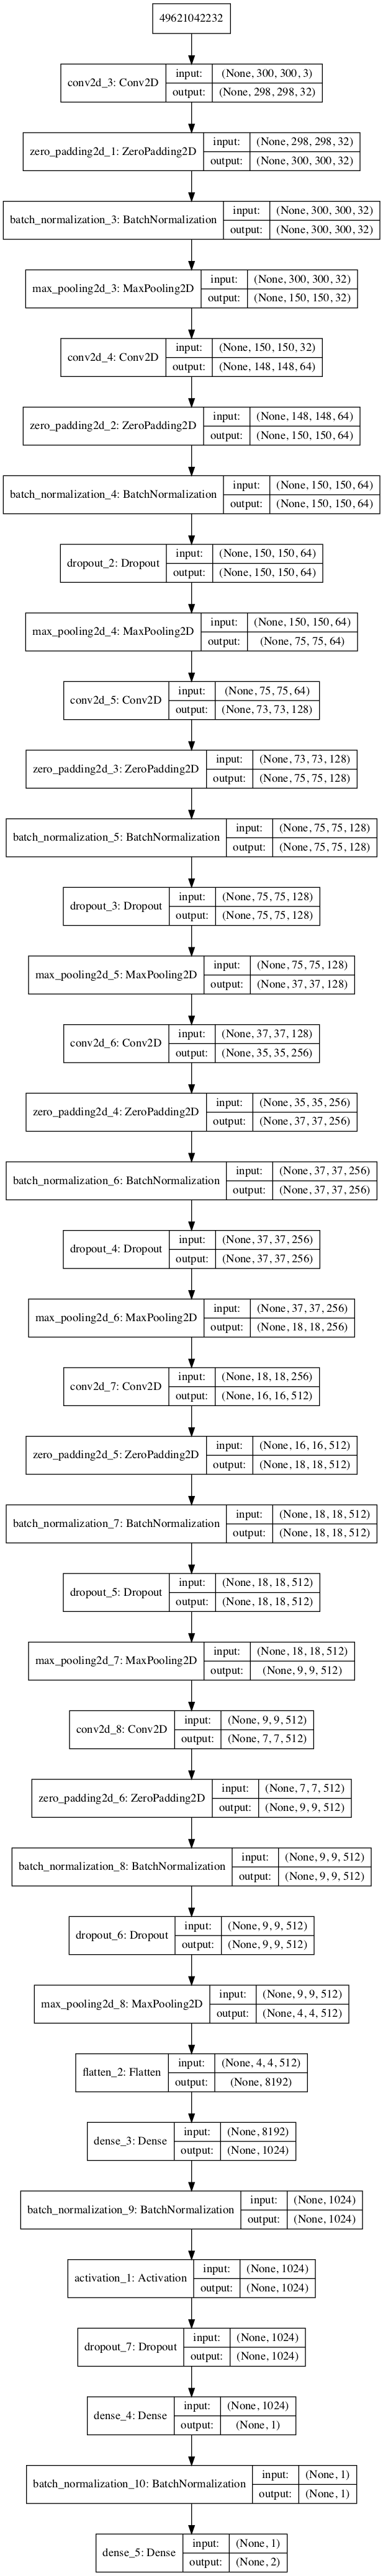 49621042232
conv2d_3: Conv2D input: (None, 300, 300, 3)
output: (None, 298, 298, 32)
zero_padding2d_1: ZeroPadding2D input: (None, 298, 298, 32)
output: (None, 300, 300, 32)
batch_normalization_3: BatchNormalization input: (None, 300, 300, 32)
output: (None, 300, 300, 32)
max_pooling2d_3: MaxPooling2D input: (None, 300, 300, 32)
output: (None, 150, 150, 32)
conv2d_4: Conv2D input: (None, 150, 150, 32)
output: (None, 148, 148, 64)
zero_padding2d_2: ZeroPadding2D input: (None, 148, 148, 64)
output: (None, 150, 150, 64)
batch_normalization_4: BatchNormalization input: (None, 150, 150, 64)
output: (None, 150, 150, 64)
dropout_2: Dropout input: (None, 150, 150, 64)
output: (None, 150, 150, 64)
max_pooling2d_4: MaxPooling2D input: (None, 150, 150, 64)
output: (None, 75, 75, 64)
conv2d_5: Conv2D input: (None, 75, 75, 64)
output: (None, 73, 73, 128)
zero_padding2d_3: ZeroPadding2D input: (None, 73, 73, 128)
output: (None, 75, 75, 128)
batch_normalization_5: BatchNormalization input: (None, 75, 75, 128)
output: (None, 75, 75, 128)
dropout_3: Dropout input: (None, 75, 75, 128)
output: (None, 75, 75, 128)
max_pooling2d_5: MaxPooling2D input: (None, 75, 75, 128)
output: (None, 37, 37, 128)
conv2d_6: Conv2D input: (None, 37, 37, 128)
output: (None, 35, 35, 256)
zero_padding2d_4: ZeroPadding2D input: (None, 35, 35, 256)
output: (None, 37, 37, 256)
batch_normalization_6: BatchNormalization input: (None, 37, 37, 256)
output: (None, 37, 37, 256)
dropout_4: Dropout input: (None, 37, 37, 256)
output: (None, 37, 37, 256)
max_pooling2d_6: MaxPooling2D input: (None, 37, 37, 256)
output: (None, 18, 18, 256)
conv2d_7: Conv2D input: (None, 18, 18, 256)
output: (None, 16, 16, 512)
zero_padding2d_5: ZeroPadding2D input: (None, 16, 16, 512)
output: (None, 18, 18, 512)
batch_normalization_7: BatchNormalization input: (None, 18, 18, 512)
output: (None, 18, 18, 512)
dropout_5: Dropout input: (None, 18, 18, 512)
output: (None, 18, 18, 512)
max_pooling2d_7: MaxPooling2D input: (None, 18, 18, 512)
output: (None, 9, 9, 512)
conv2d_8: Conv2D input: (None, 9, 9, 512)
output: (None, 7, 7, 512)
zero_padding2d_6: ZeroPadding2D input: (None, 7, 7, 512)
output: (None, 9, 9, 512)
batch_normalization_8: BatchNormalization input: (None, 9, 9, 512)
output: (None, 9, 9, 512)
dropout_6: Dropout input: (None, 9, 9, 512)
output: (None, 9, 9, 512)
max_pooling2d_8: MaxPooling2D input: (None, 9, 9, 512)
output: (None, 4, 4, 512)
flatten_2: Flatten input: (None, 4, 4, 512)
output: (None, 8192)
dense_3: Dense input: (None, 8192)
output: (None, 1024)
batch_normalization_9: BatchNormalization input: (None, 1024)
output: (None, 1024)
activation_1: Activation input: (None, 1024)
output: (None, 1024)
dropout_7: Dropout input: (None, 1024)
output: (None, 1024)
dense_4: Dense input: (None, 1024)
output: (None, 1)
batch_normalization_10: BatchNormalization input: (None, 1)
output: (None, 1)
dense_5: Dense input: (None, 1)
output: (None, 2)